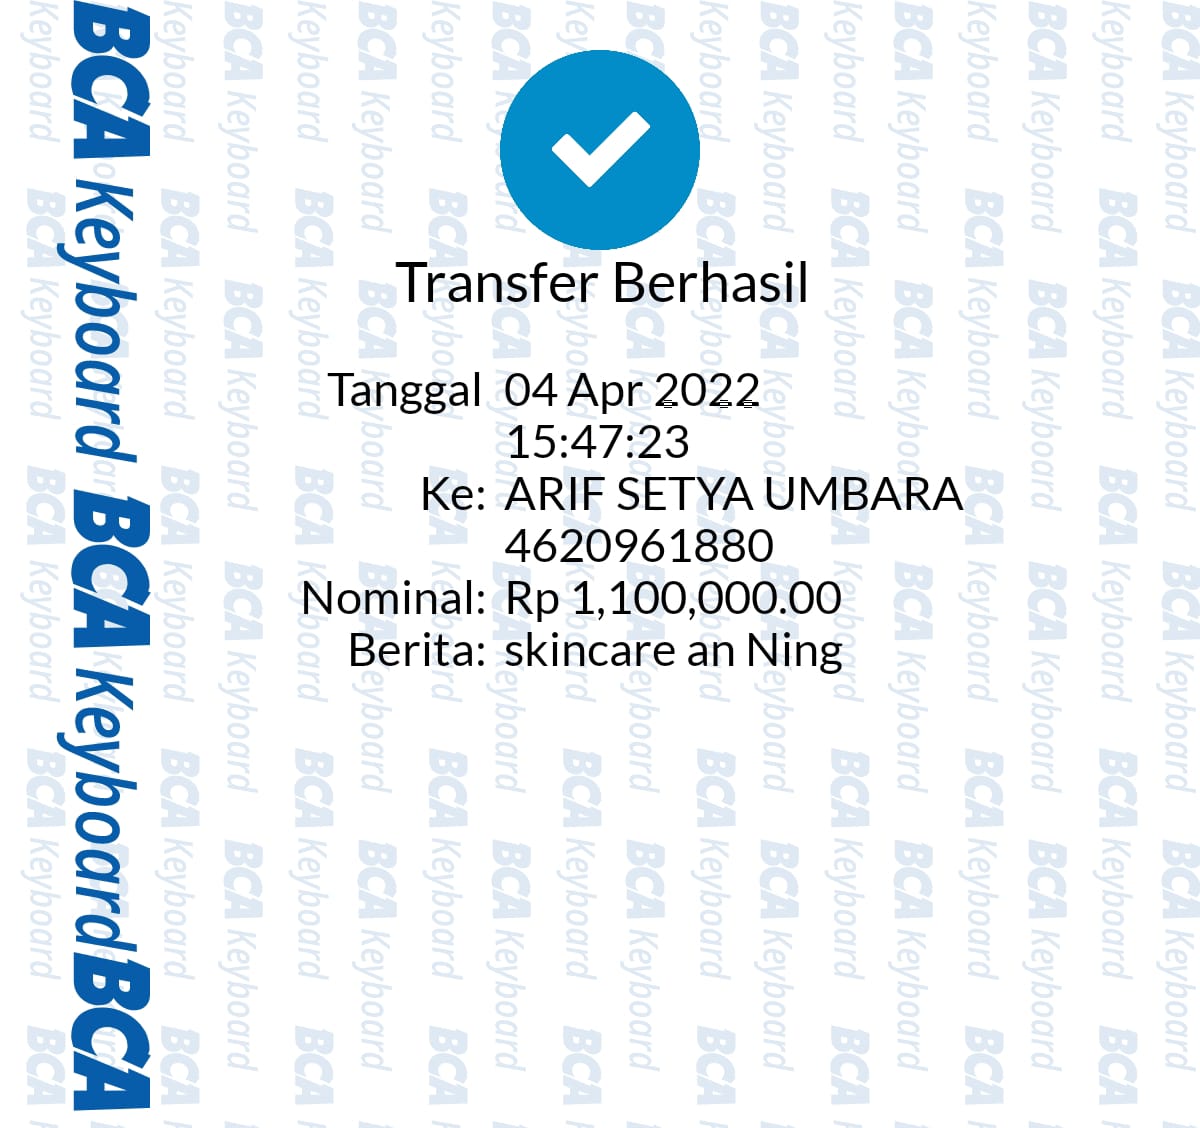 Transfer Berhasil
Tanggal 04 Apr 2022
15:47:23
Ke: ARIF SETYA UMBARA
4620961880
Nominal: Rp 1,100,000.00
Berita: skincare an Ning
BCA Keyboard BCA Keyboard BCA